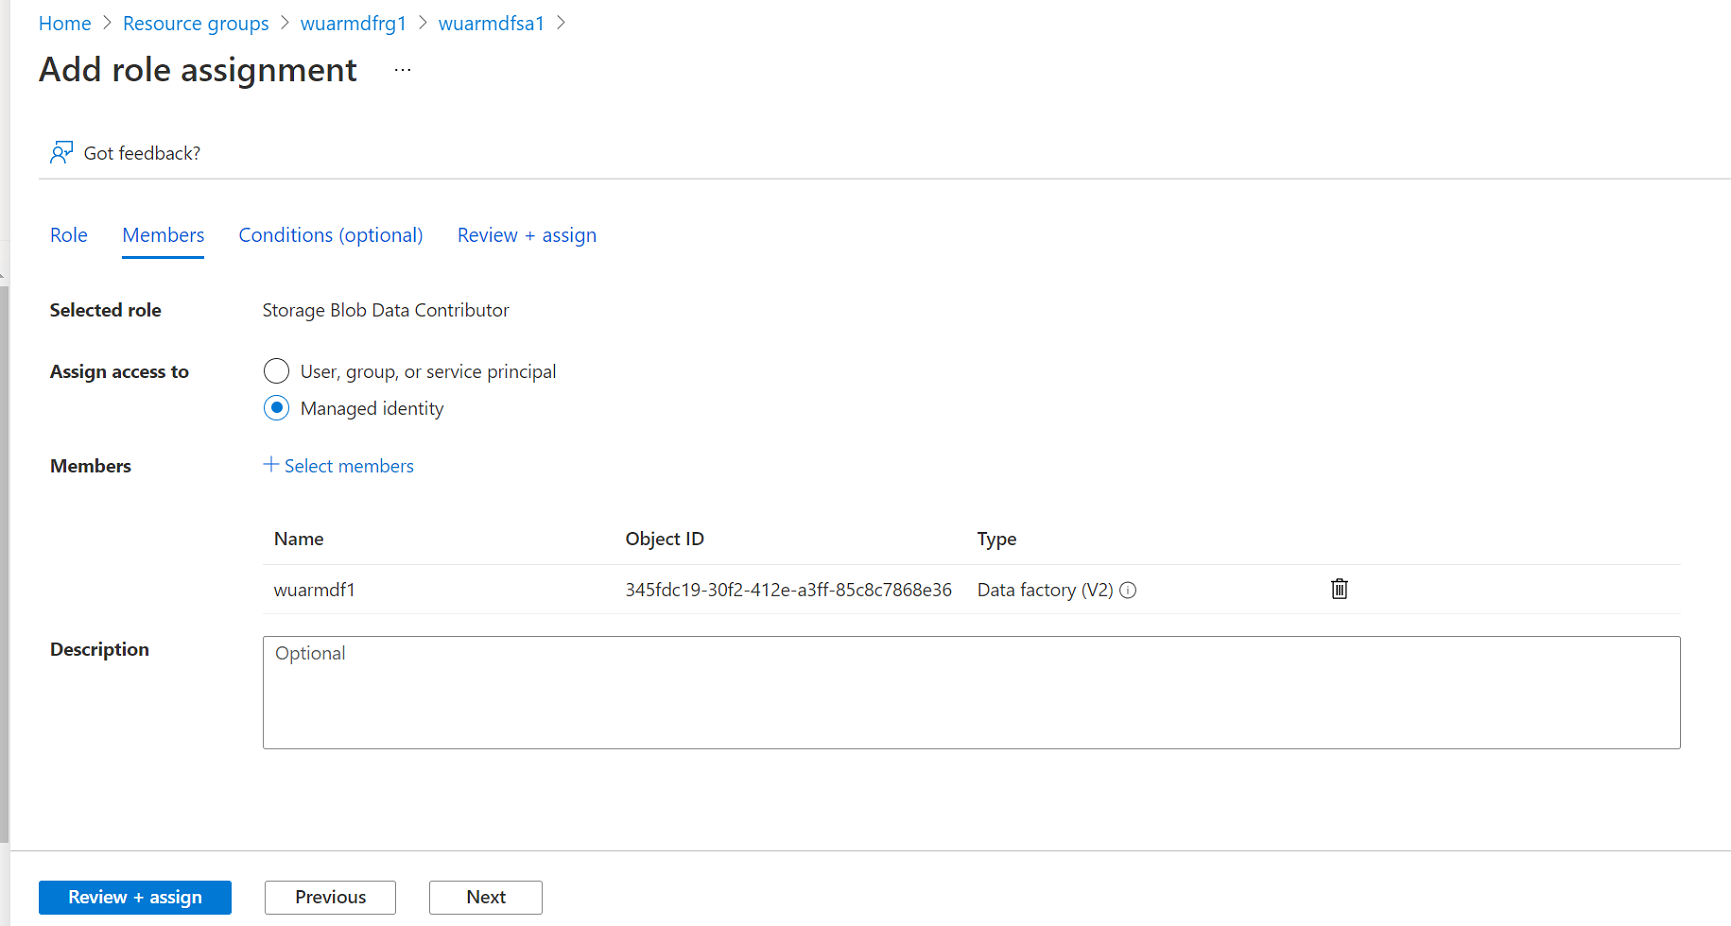 Home > Resource groups > wuarmdfrg1 > wuarmdfsa1 >
Add role assignment ...
Got feedback?
Role Members Conditions (optional) Review + assign
Selected role Storage Blob Data Contributor
Assign access to User, group, or service principal
Managed identity
Members + Select members
Name Object ID Type
wuarmdf1 345fdc19-30f2-412e-a3ff-85c8c7868e36 Data factory (V2)
Description Optional
Review + assign Previous Next